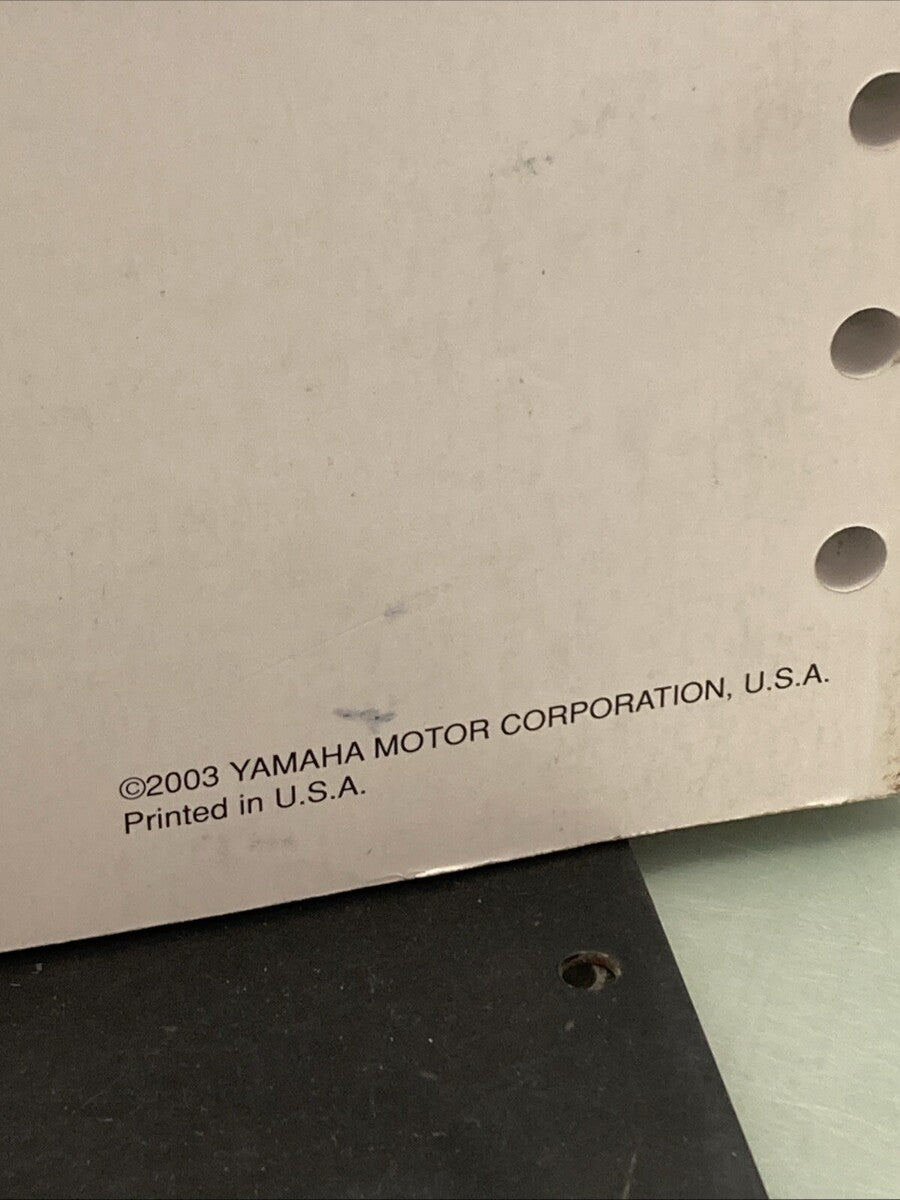 ©2003 YAMAHA MOTOR CORPORATION, U.S.A.
Printed in U.S.A.